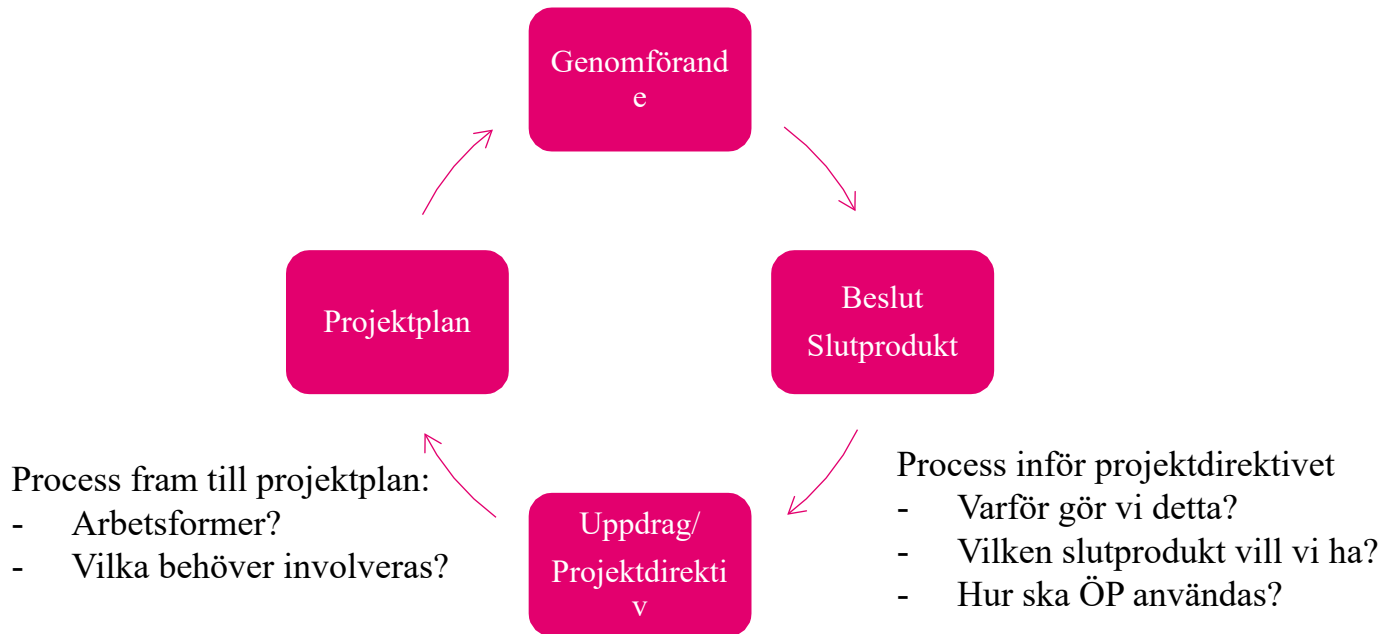 Genomförand
e
Beslut
Slutprodukt
Projektplan
Process fram till projektplan:
- Arbetsformer?
- Vilka behöver involveras?
Uppdrag/
Projektdirekti
v
Process inför projektdirektivet
- Varför gör vi detta?
- Vilken slutprodukt vill vi ha?
- Hur ska ÖP användas?